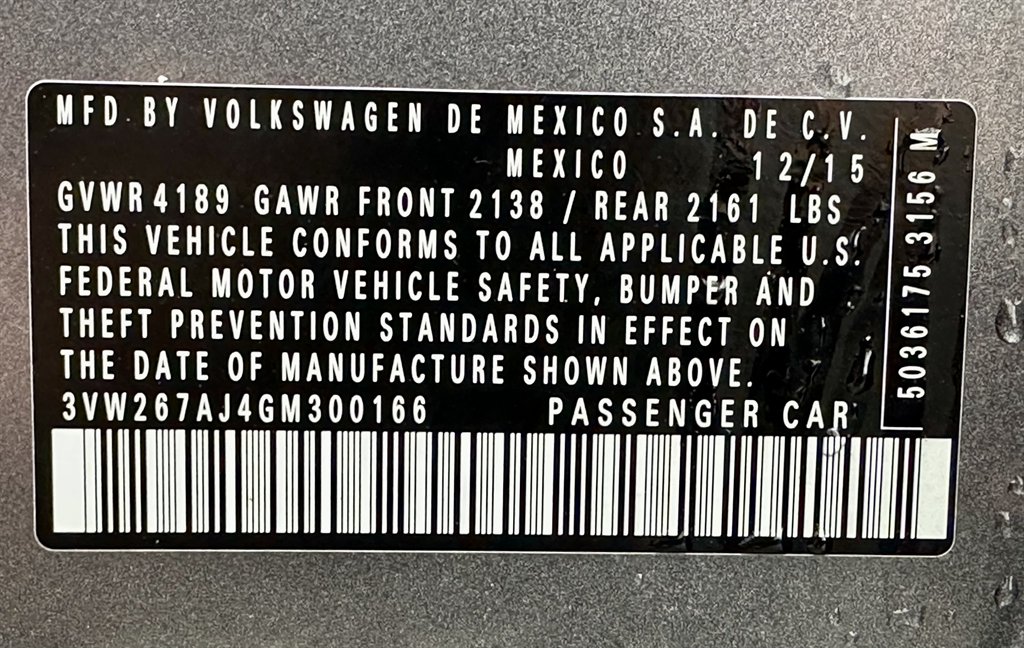 MFD. BY VOLKSWAGEN DE MEXICO S.A. DE C.V.
MEXICO 12/15
GVWR 4189 GAWR FRONT 2138 / REAR 2161 LBS
THIS VEHICLE CONFORMS TO ALL APPLICABLE U.S.
FEDERAL MOTOR VEHICLE SAFETY, BUMPER AND
THEFT PREVENTION STANDARDS IN EFFECT ON
THE DATE OF MANUFACTURE SHOWN ABOVE.
3VW267AJ4GM300166 PASSENGER CAR
5036175 3156 M